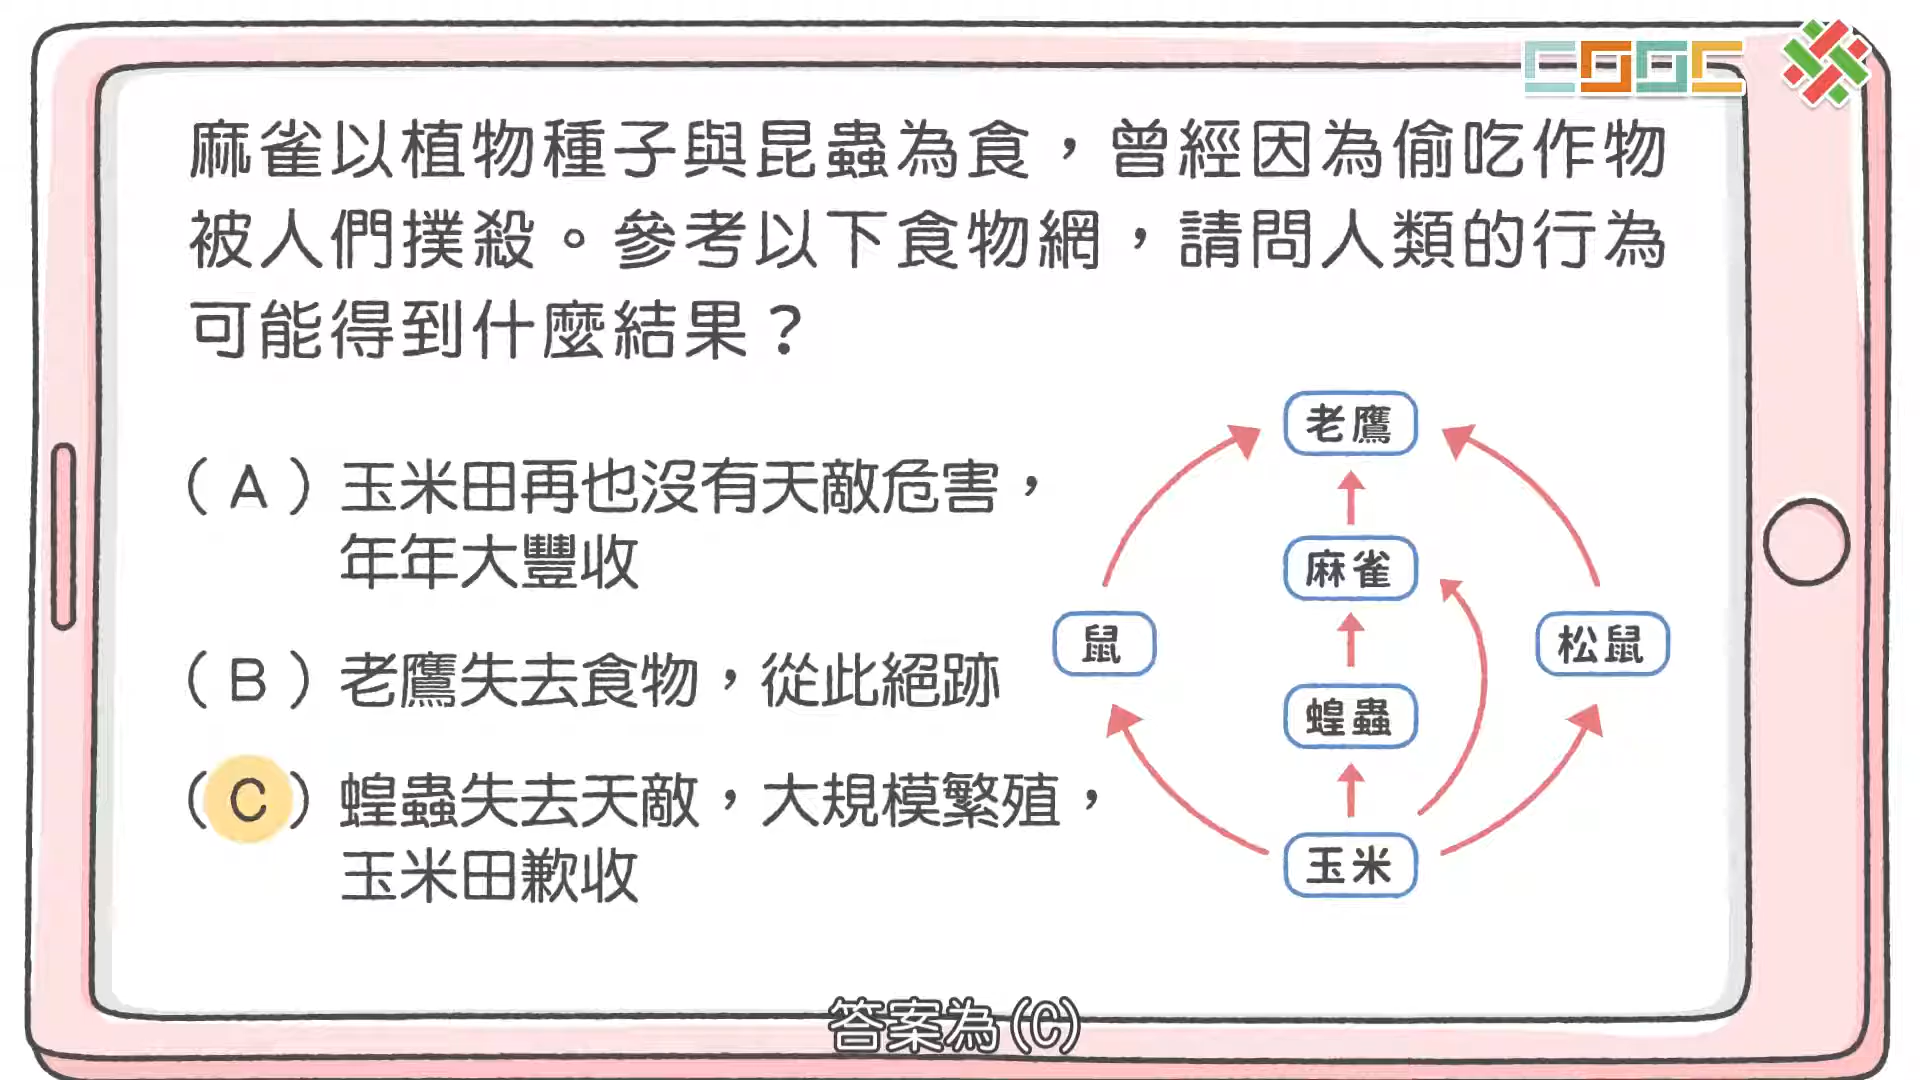 麻雀以植物種子與昆蟲為食，曾經因為偷吃作物
被人們撲殺。參考以下食物網，請問人類的行為
可能得到什麼結果？
（A）玉米田再也沒有天敵危害，
年年大豐收
（B）老鷹失去食物，從此絕跡
（C）蝗蟲失去天敵，大規模繁殖，
玉米田歉收
老鷹
麻雀
鼠
松鼠
蝗蟲
玉米
答案為(C)